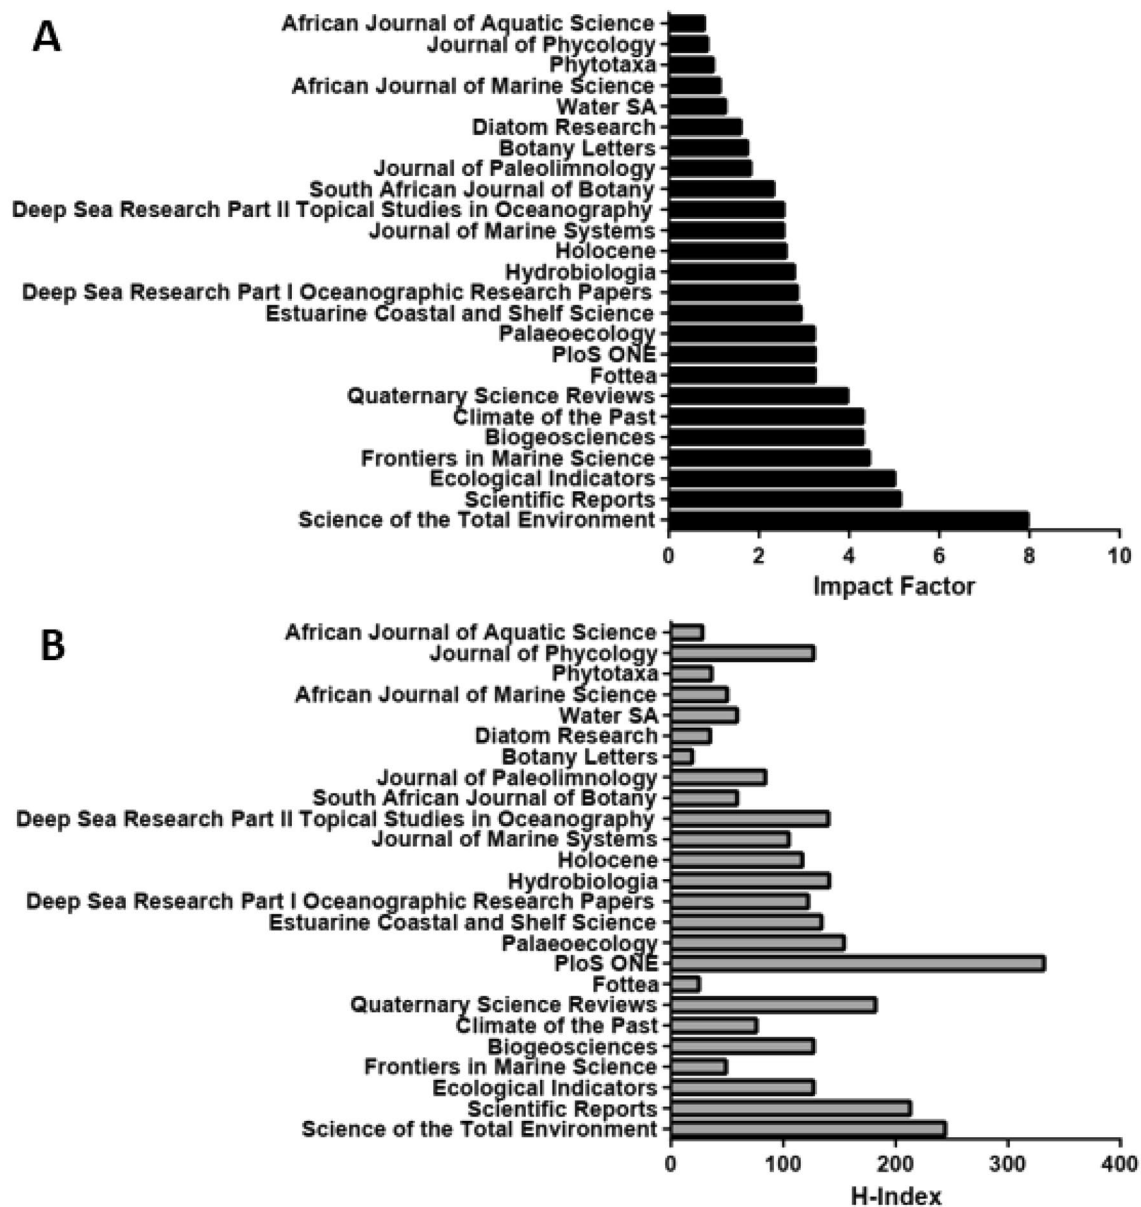 A
African Journal of Aquatic Science
Journal of Phycology
Phytotaxa
African Journal of Marine Science
Water SA
Diatom Research
Botany Letters
Journal of Paleolimnology
South African Journal of Botany
Deep Sea Research Part II Topical Studies in Oceanography
Journal of Marine Systems
Holocene
Hydrobiologia
Deep Sea Research Part I Oceanographic Research Papers
Estuarine Coastal and Shelf Science
Palaeoecology
PloS ONE
Fottea
Quaternary Science Reviews
Climate of the Past
Biogeosciences
Frontiers in Marine Science
Ecological Indicators
Scientific Reports
Science of the Total Environment
0 2 4 6 8 10
Impact Factor
B
African Journal of Aquatic Science
Journal of Phycology
Phytotaxa
African Journal of Marine Science
Water SA
Diatom Research
Botany Letters
Journal of Paleolimnology
South African Journal of Botany
Deep Sea Research Part II Topical Studies in Oceanography
Journal of Marine Systems
Holocene
Hydrobiologia
Deep Sea Research Part I Oceanographic Research Papers
Estuarine Coastal and Shelf Science
Palaeoecology
PloS ONE
Fottea
Quaternary Science Reviews
Climate of the Past
Biogeosciences
Frontiers in Marine Science
Ecological Indicators
Scientific Reports
Science of the Total Environment
0 100 200 300 400
H-Index